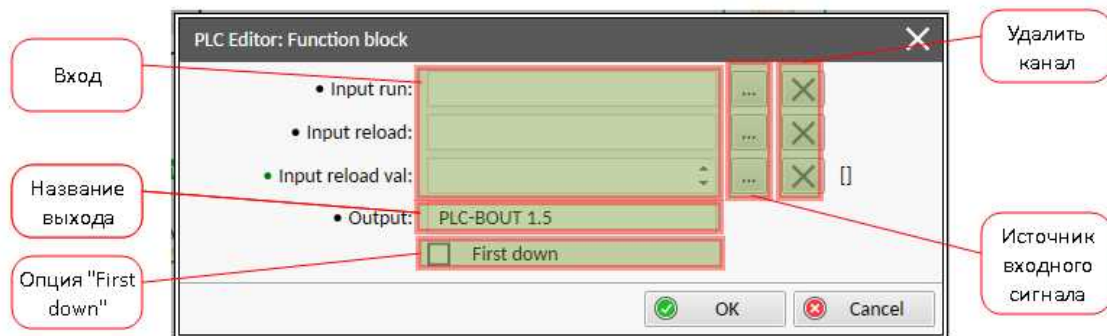 PLC Editor: Function block
Вход
Удалить
канал
• Input run:
...
• Input reload:
...
• Input reload val:
...
[]
Название
выхода
• Output:
PLC-BOUT 1.5
First down
Опция "First
down"
Источник
входного
сигнала
OK
Cancel